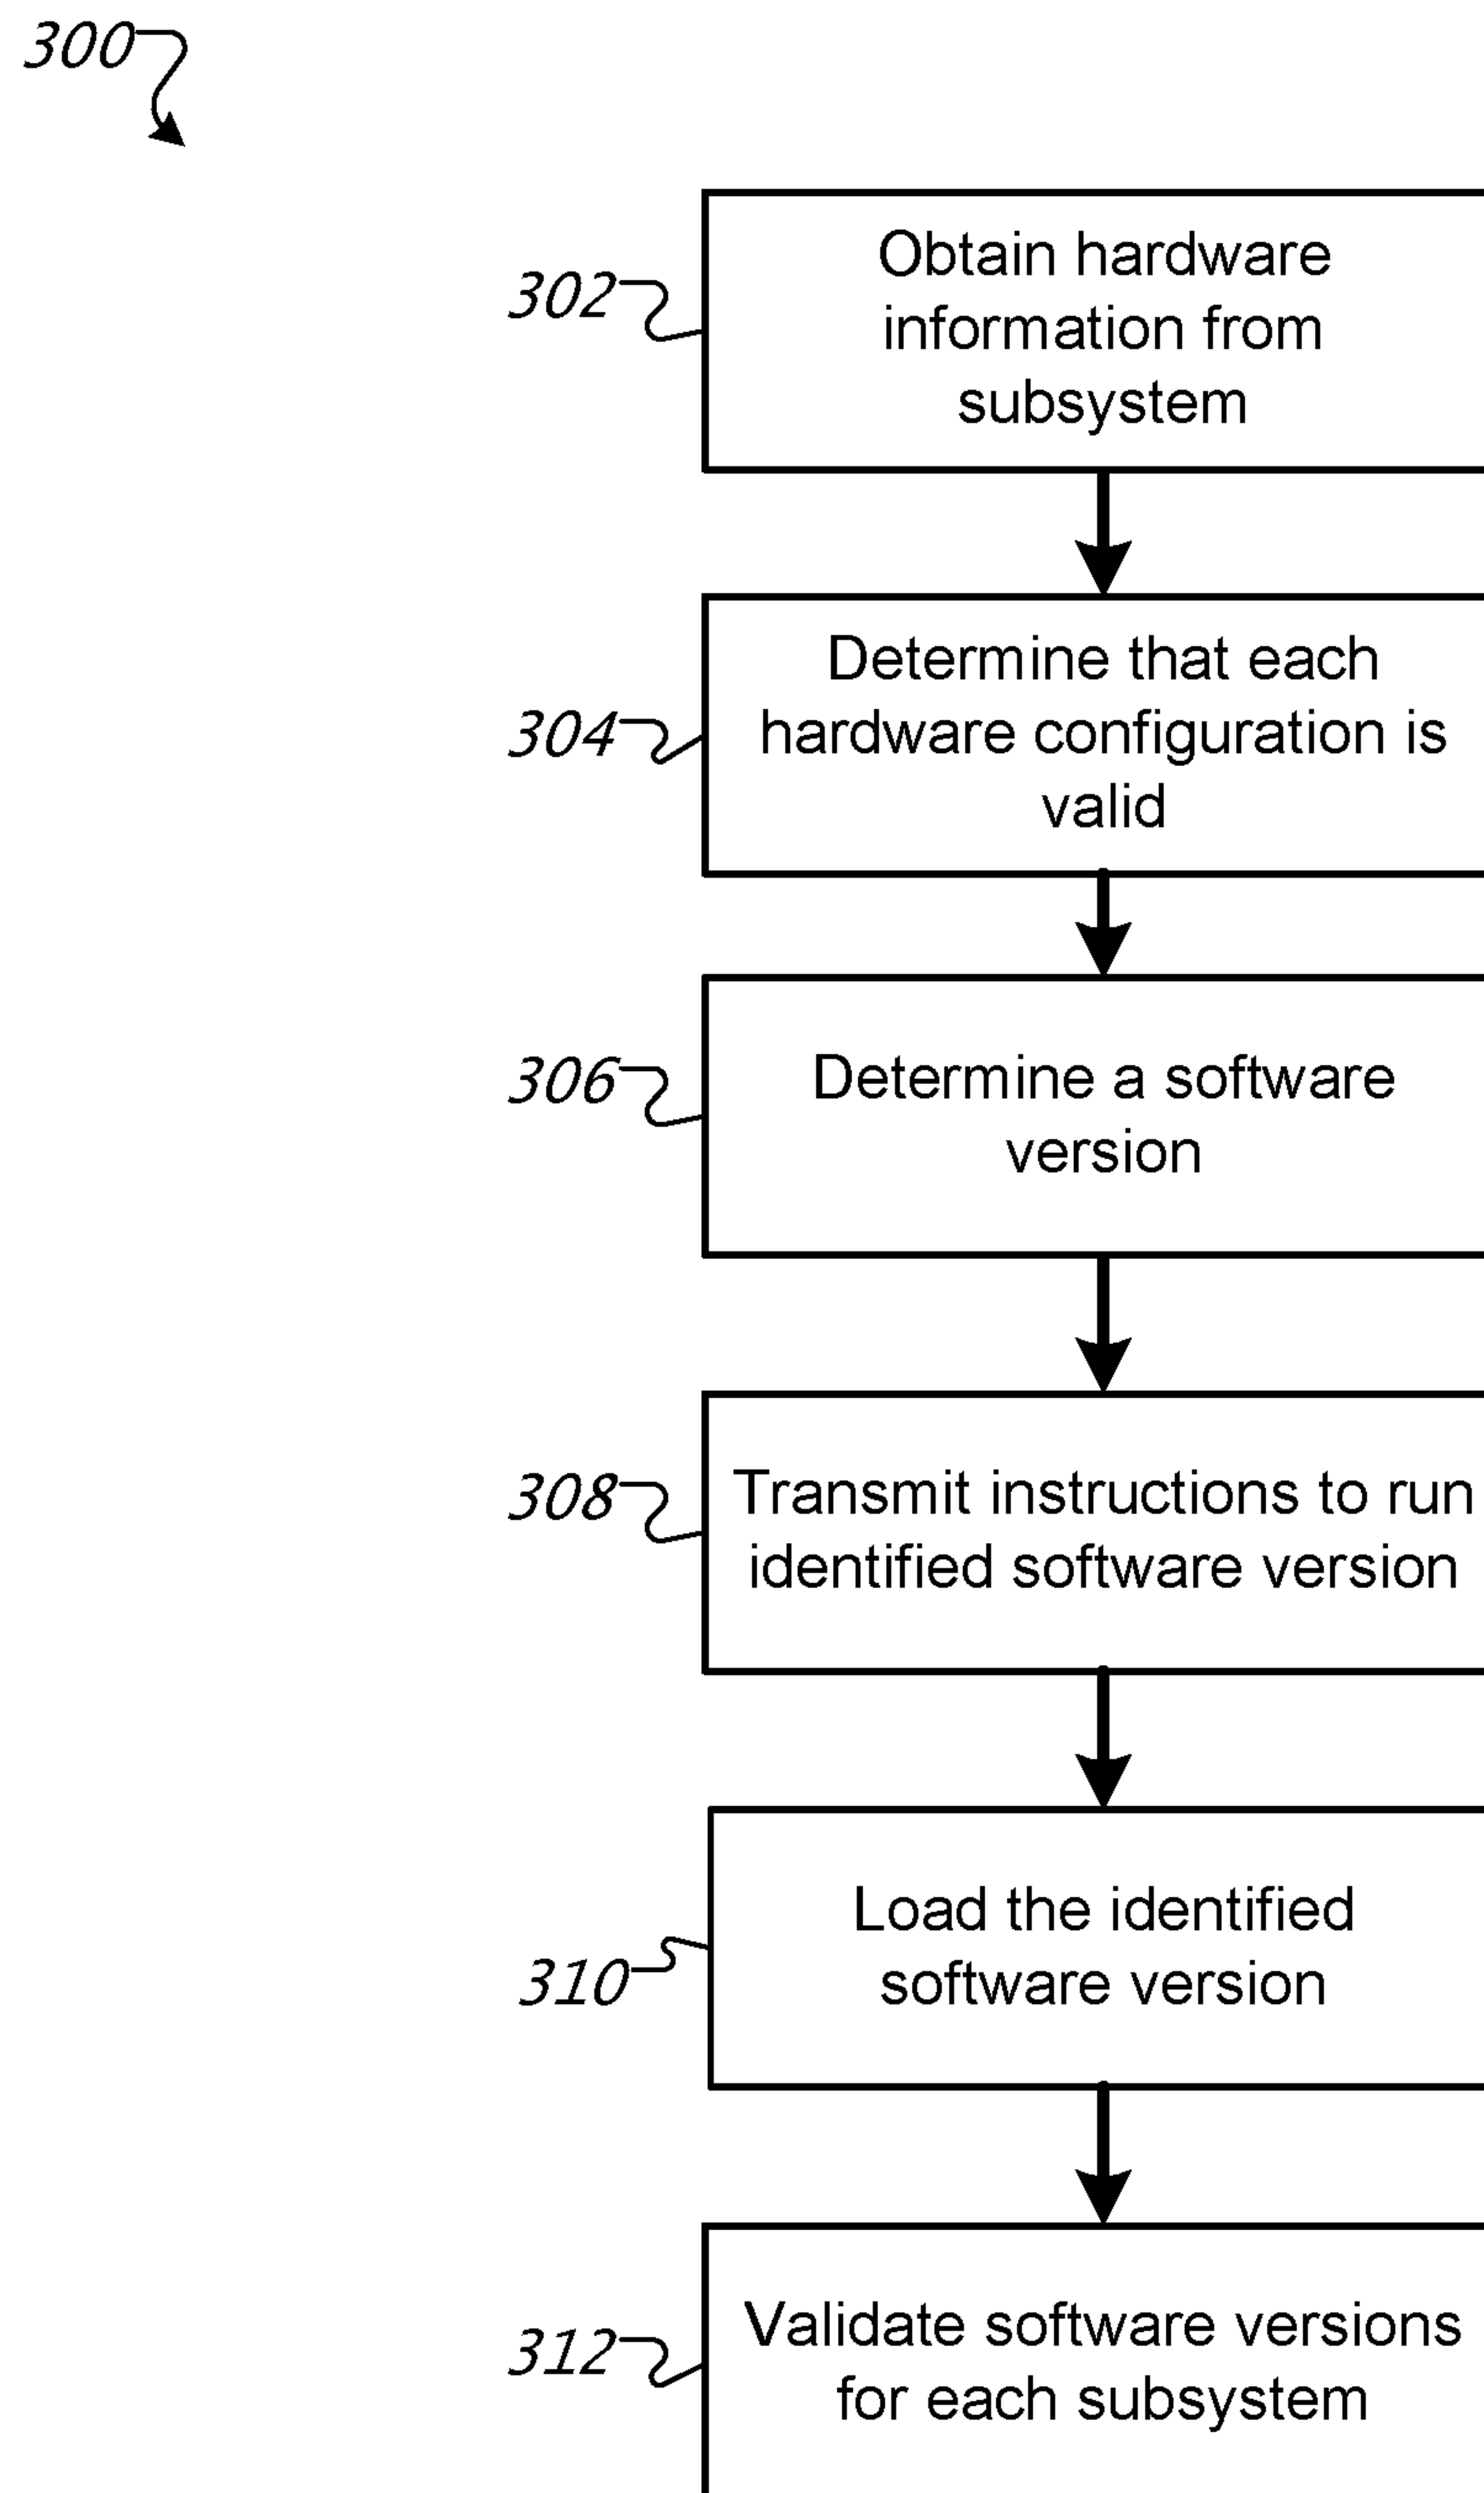 300
302
Obtain hardware
information from
subsystem
304
Determine that each
hardware configuration is
valid
306
Determine a software
version
308
Transmit instructions to run
identified software version
310
Load the identified
software version
312
Validate software versions
for each subsystem